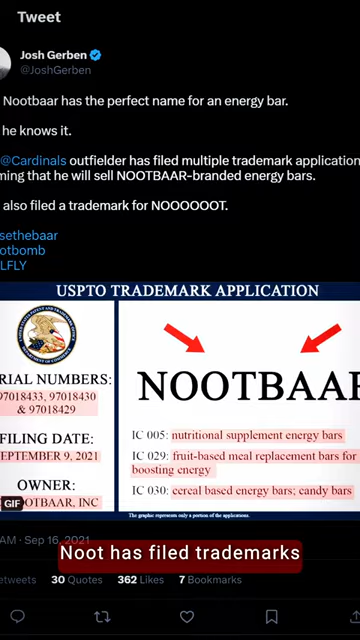 Tweet
Josh Gerben
@JoshGerben
Nootbaar has the perfect name for an energy bar.
he knows it.
@Cardinals outfielder has filed multiple trademark application
ming that he will sell NOOTBAAR-branded energy bars.
also filed a trademark for NOOOOOOT.
sethebaar
otbomb
LFLY
USPTO TRADEMARK APPLICATION
RIAL NUMBERS:
97018433, 97018430
& 97018429
FILING DATE:
SEPTEMBER 9, 2021
OWNER:
OOTBAAR, INC
GIF
NOOTBAAR
IC 005: nutritional supplement energy bars
IC 029: fruit-based meal replacement bars for
boosting energy
IC 030: cereal based energy bars; candy bars
The graphic represents only a portion of the applications.
AM · Sep 16, 2021
Noot has filed trademarks
etweets 30 Quotes 362 Likes 7 Bookmarks